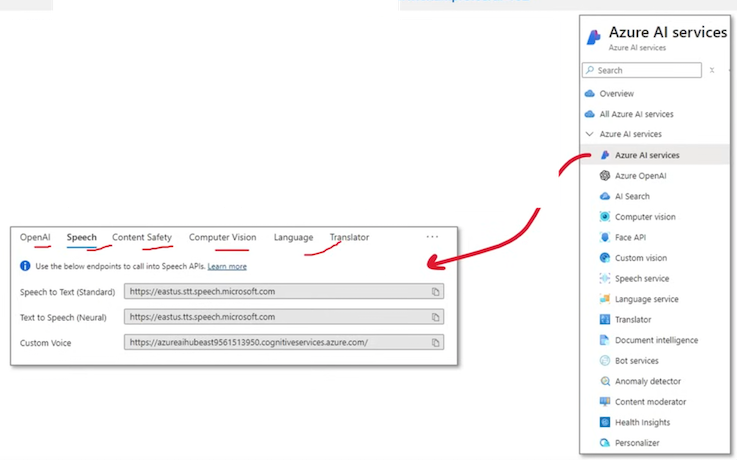 OpenAI Speech Content Safety Computer Vision Language Translator ...
Use the below endpoints to call into Speech APIs. Learn more
Speech to Text (Standard) https://eastus.stt.speech.microsoft.com
Text to Speech (Neural) https://eastus.tts.speech.microsoft.com
Custom Voice https://azureaihubeast9561513950.cognitiveservices.azure.com/
Azure AI services
Azure AI services
Search
Overview
All Azure AI services
Azure AI services
Azure AI services
Azure OpenAI
AI Search
Computer vision
Face API
Custom vision
Speech service
Language service
Translator
Document intelligence
Bot services
Anomaly detector
Content moderator
Health Insights
Personalizer